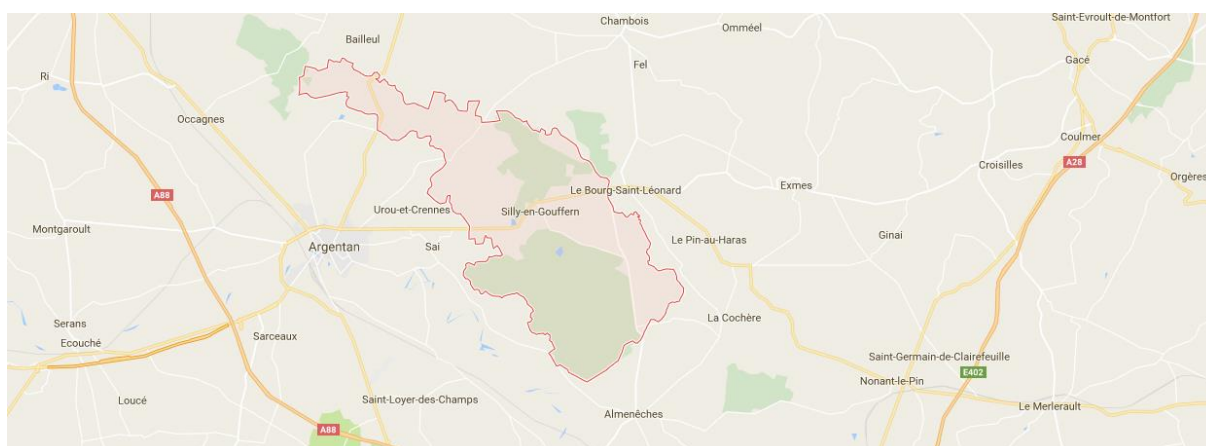 Chambois
Omméel
Saint-Evroult-de-Montfort
Bailleul
Gacé
Fel
Ri
Occagnes
Coulmer
Croisilles
A28
Orgères
Exmes
Le Bourg-Saint-Léonard
A88
Urou-et-Crennes
Silly-en-Gouffern
Montgaroult
Ginai
Le Pin-au-Haras
Argentan
Sai
La Cochère
Serans
Sarceaux
Ecouché
Saint-Germain-de-Clairefeuille
E402
Nonant-le-Pin
Loucé
Saint-Loyer-des-Champs
Le Merlerault
Almenêches
A88